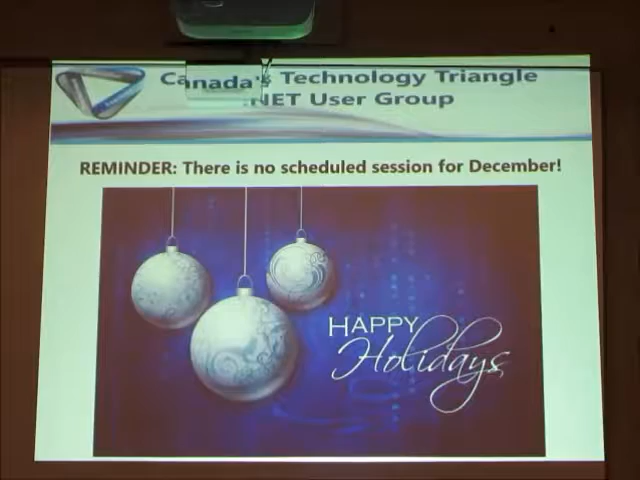 Canada's Technology Triangle
.NET User Group
REMINDER: There is no scheduled session for December!
HAPPY
Holidays